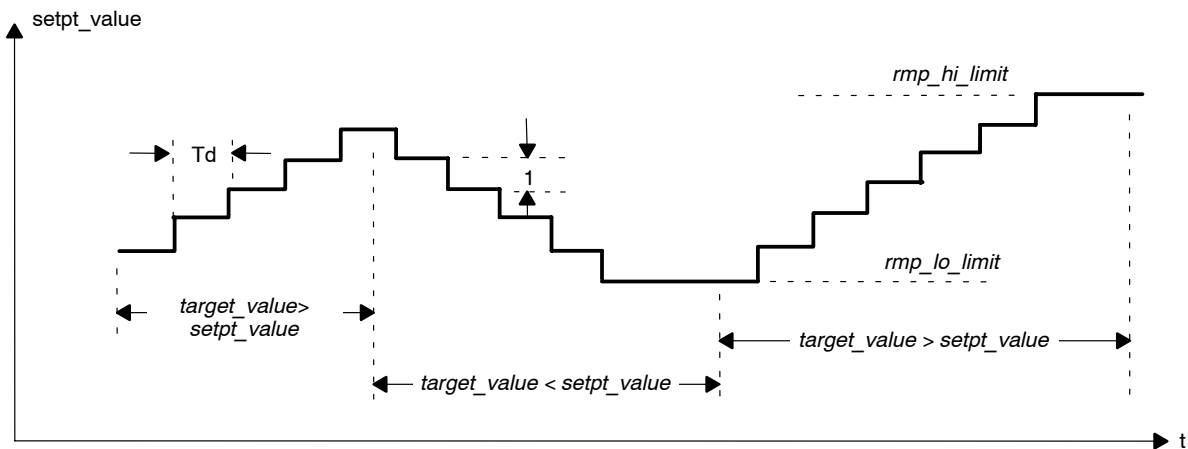 setpt_value
rmp_hi_limit
Td
1
rmp_lo_limit
target_value>
setpt_value
target_value > setpt_value
target_value < setpt_value
t